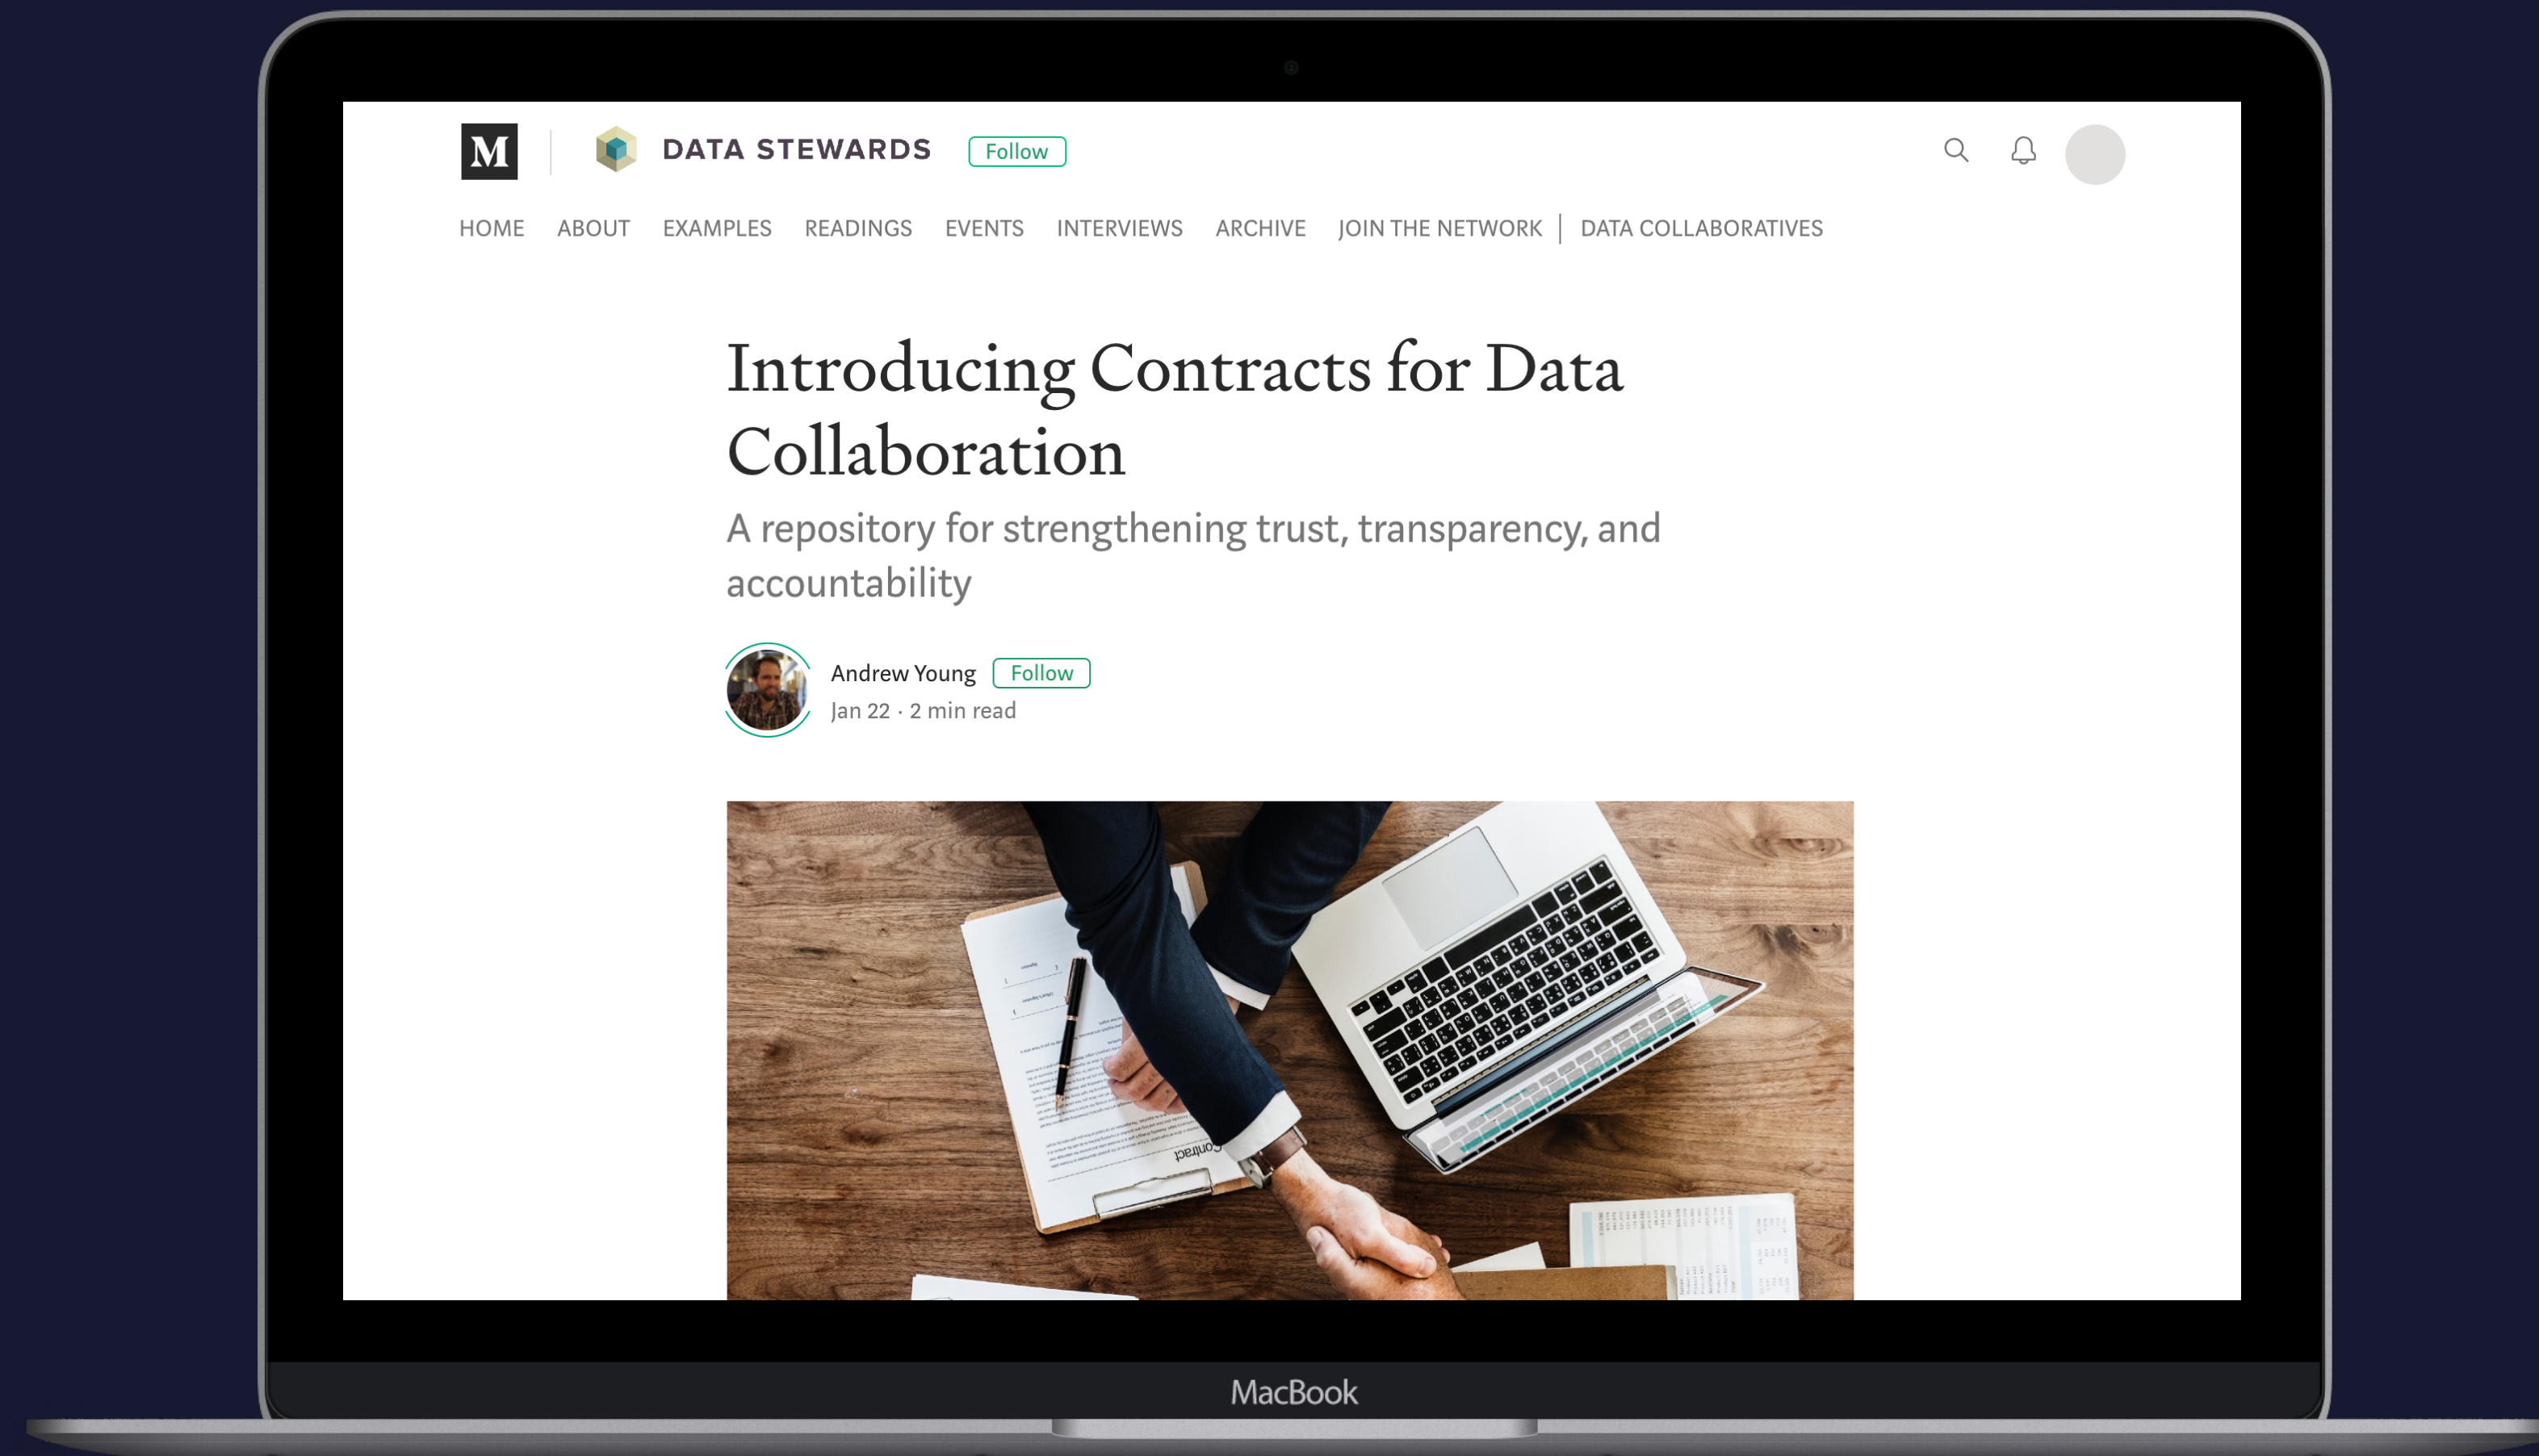 M
DATA STEWARDS
Follow
HOME ABOUT EXAMPLES READINGS EVENTS INTERVIEWS ARCHIVE JOIN THE NETWORK | DATA COLLABORATIVES
Introducing Contracts for Data
Collaboration
A repository for strengthening trust, transparency, and
accountability
Andrew Young Follow
Jan 22 · 2 min read
Contract
MacBook